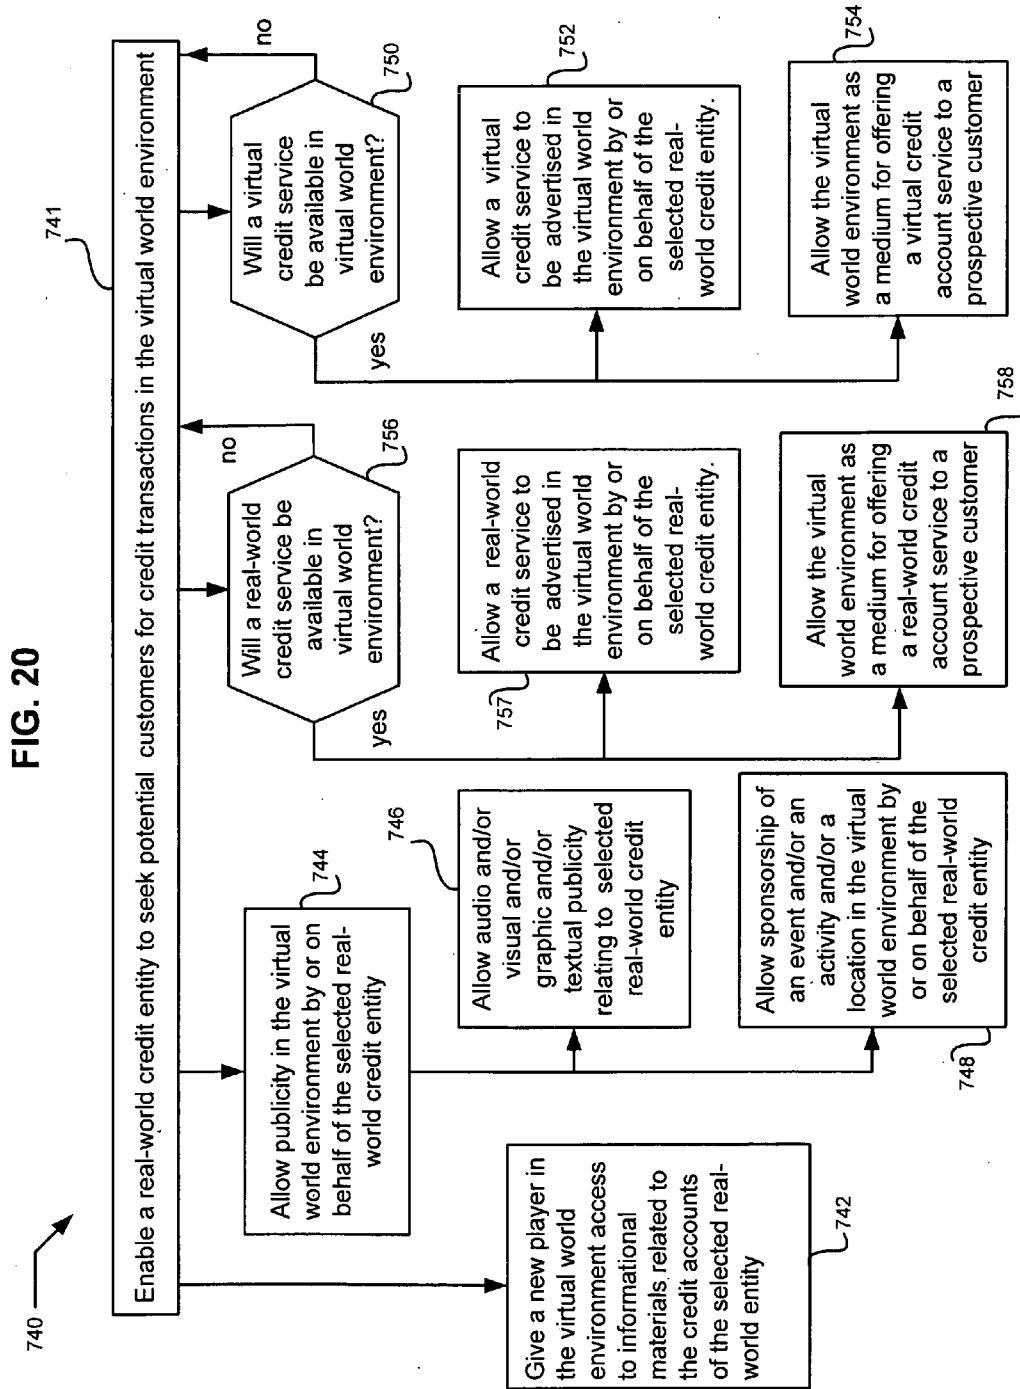 FIG. 20
740
741
Enable a real-world credit entity to seek potential customers for credit transactions in the virtual world environment
Give a new player in
the virtual world
environment access
to informational
materials related to
the credit accounts
of the selected real-
world entity
742
Allow publicity in the virtual
world environment by or on
behalf of the selected real-
world credit entity
744
Allow audio and/or
visual and/or
graphic and/or
textual publicity
relating to selected
real-world credit
entity
746
Allow sponsorship of
an event and/or an
activity and/or a
location in the virtual
world environment by
or on behalf of the
selected real-world
credit entity
748
Will a real-world
credit service be
available in
virtual world
environment?
756
no
yes
Allow a real-world
credit service to
be advertised in
the virtual world
environment by or
on behalf of the
selected real-
world credit entity.
757
Allow the virtual
world environment as
a medium for offering
a real-world credit
account service to a
prospective customer
758
Will a virtual
credit service
be available in
virtual world
environment?
750
no
yes
Allow a virtual
credit service to
be advertised in
the virtual world
environment by or
on behalf of the
selected real-
world credit entity.
752
Allow the virtual
world environment as
a medium for offering
a virtual credit
account service to a
prospective customer
754